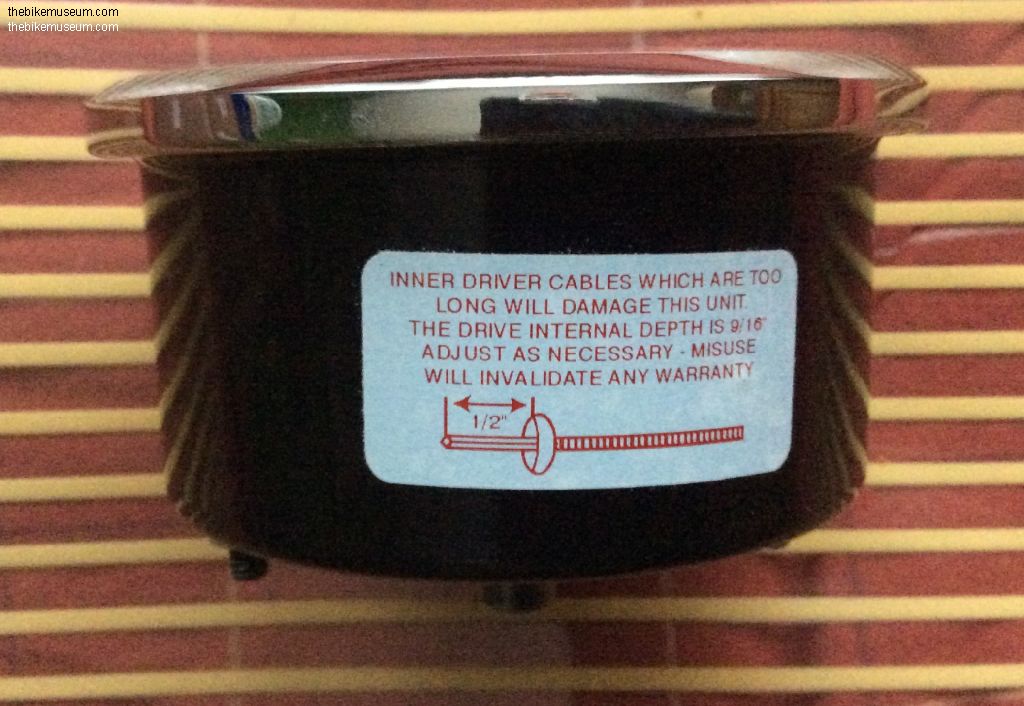 thebikemuseum.com
thebikemuseum.com
INNER DRIVER CABLES WHICH ARE TOO
LONG WILL DAMAGE THIS UNIT.
THE DRIVE INTERNAL DEPTH IS 9/16"
ADJUST AS NECESSARY - MISUSE
WILL INVALIDATE ANY WARRANTY
1/2"